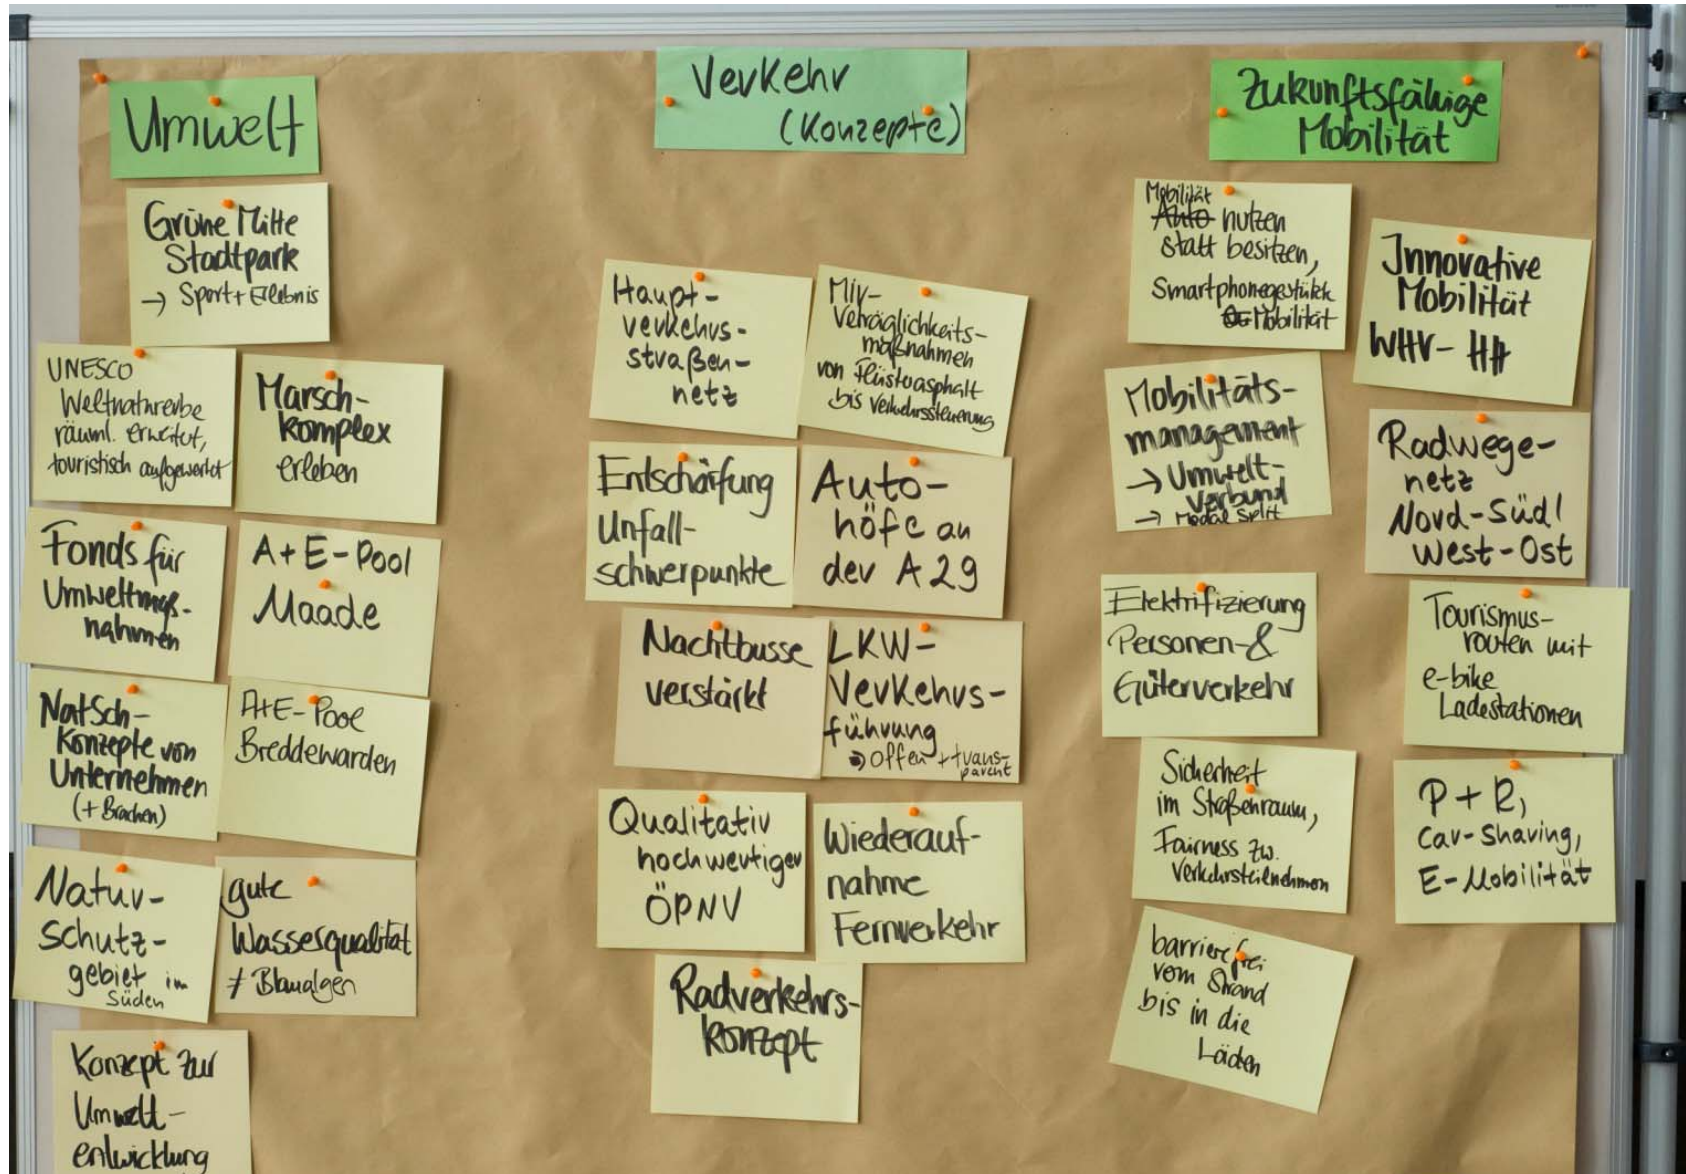 Umwelt
Grüne Mitte
Stadtpark
→ Sport + Erlebnis
UNESCO
Weltnaturerbe
räuml. erweitert,
touristisch aufgewertet
Marsch-
komplex
erleben
Fonds für
Umweltmaß-
nahmen
A+E-Pool
Maade
NatSch-
Konzepte von
Unternehmen
(+ Brachen)
A+E-Pool
Breddewarden
Natur-
schutz-
gebiet im
Süden
gute
Wasserqualität
≠ Blaualgen
Konzept zur
Umwelt-
entwicklung
Verkehr
(Konzepte)
Haupt-
verkehrs-
straßen-
netz
MIV-
Verträglichkeits-
maßnahmen
von Flüsterasphalt
bis Verkehrssteuerung
Entschärfung
Unfall-
schwerpunkte
Auto-
höfe an
der A 29
Nachtbusse
verstärkt
LKW-
Verkehrs-
führung
→ offen + trans-
parent
Qualitativ
hochwertiger
ÖPNV
Wiederauf-
nahme
Fernverkehr
Radverkehrs-
konzept
Zukunftsfähige
Mobilität
Mobilität
Auto nutzen
statt besitzen,
Smartphonegestützte
Mobilität
Innovative
Mobilität
WHV - HH
Mobilitäts-
management
→ Umwelt-
verbund
→ Modal Split
Radwege-
netz
Nord-Süd/
West-Ost
Elektrifizierung
Personen- &
Güterverkehr
Tourismus-
routen mit
e-bike
Ladestationen
Sicherheit
im Straßenraum,
Fairness zw.
Verkehrsteilnehmern
P + R,
Car-sharing,
E-Mobilität
barrierefrei
vom Strand
bis in die
Läden